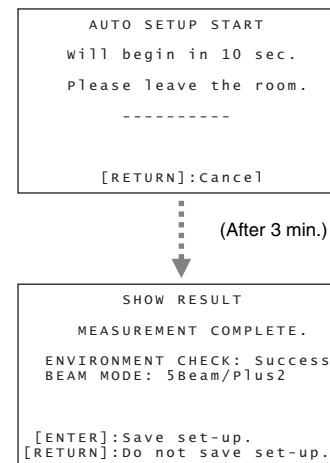 AUTO SETUP START
Will begin in 10 sec.
Please leave the room.
----------
[RETURN]:Cancel
(After 3 min.)
SHOW RESULT
MEASUREMENT COMPLETE.
ENVIRONMENT CHECK: Success
BEAM MODE: 5Beam/Plus2
[ENTER]:Save set-up.
[RETURN]:Do not save set-up.